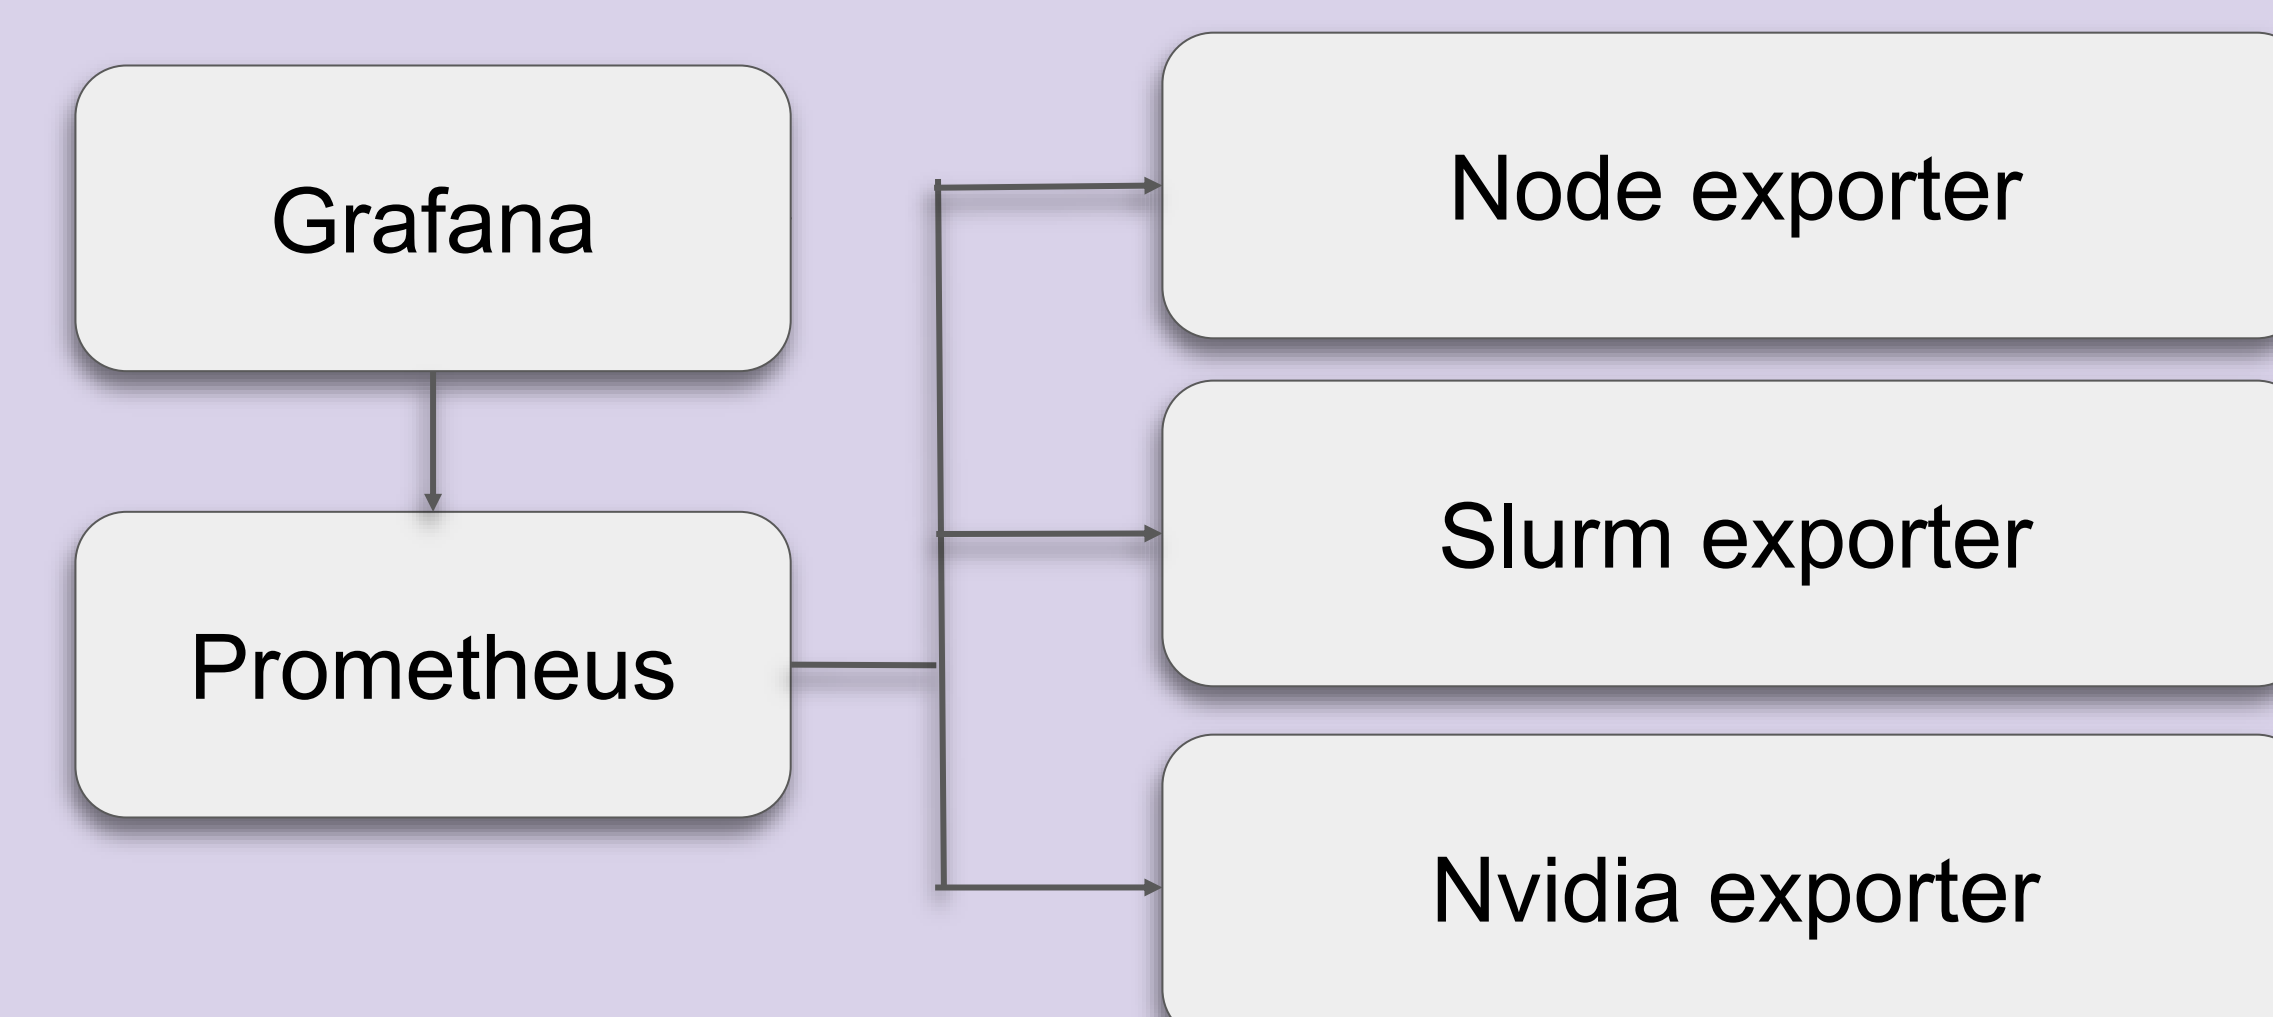 Grafana
Prometheus
Node exporter
Slurm exporter
Nvidia exporter